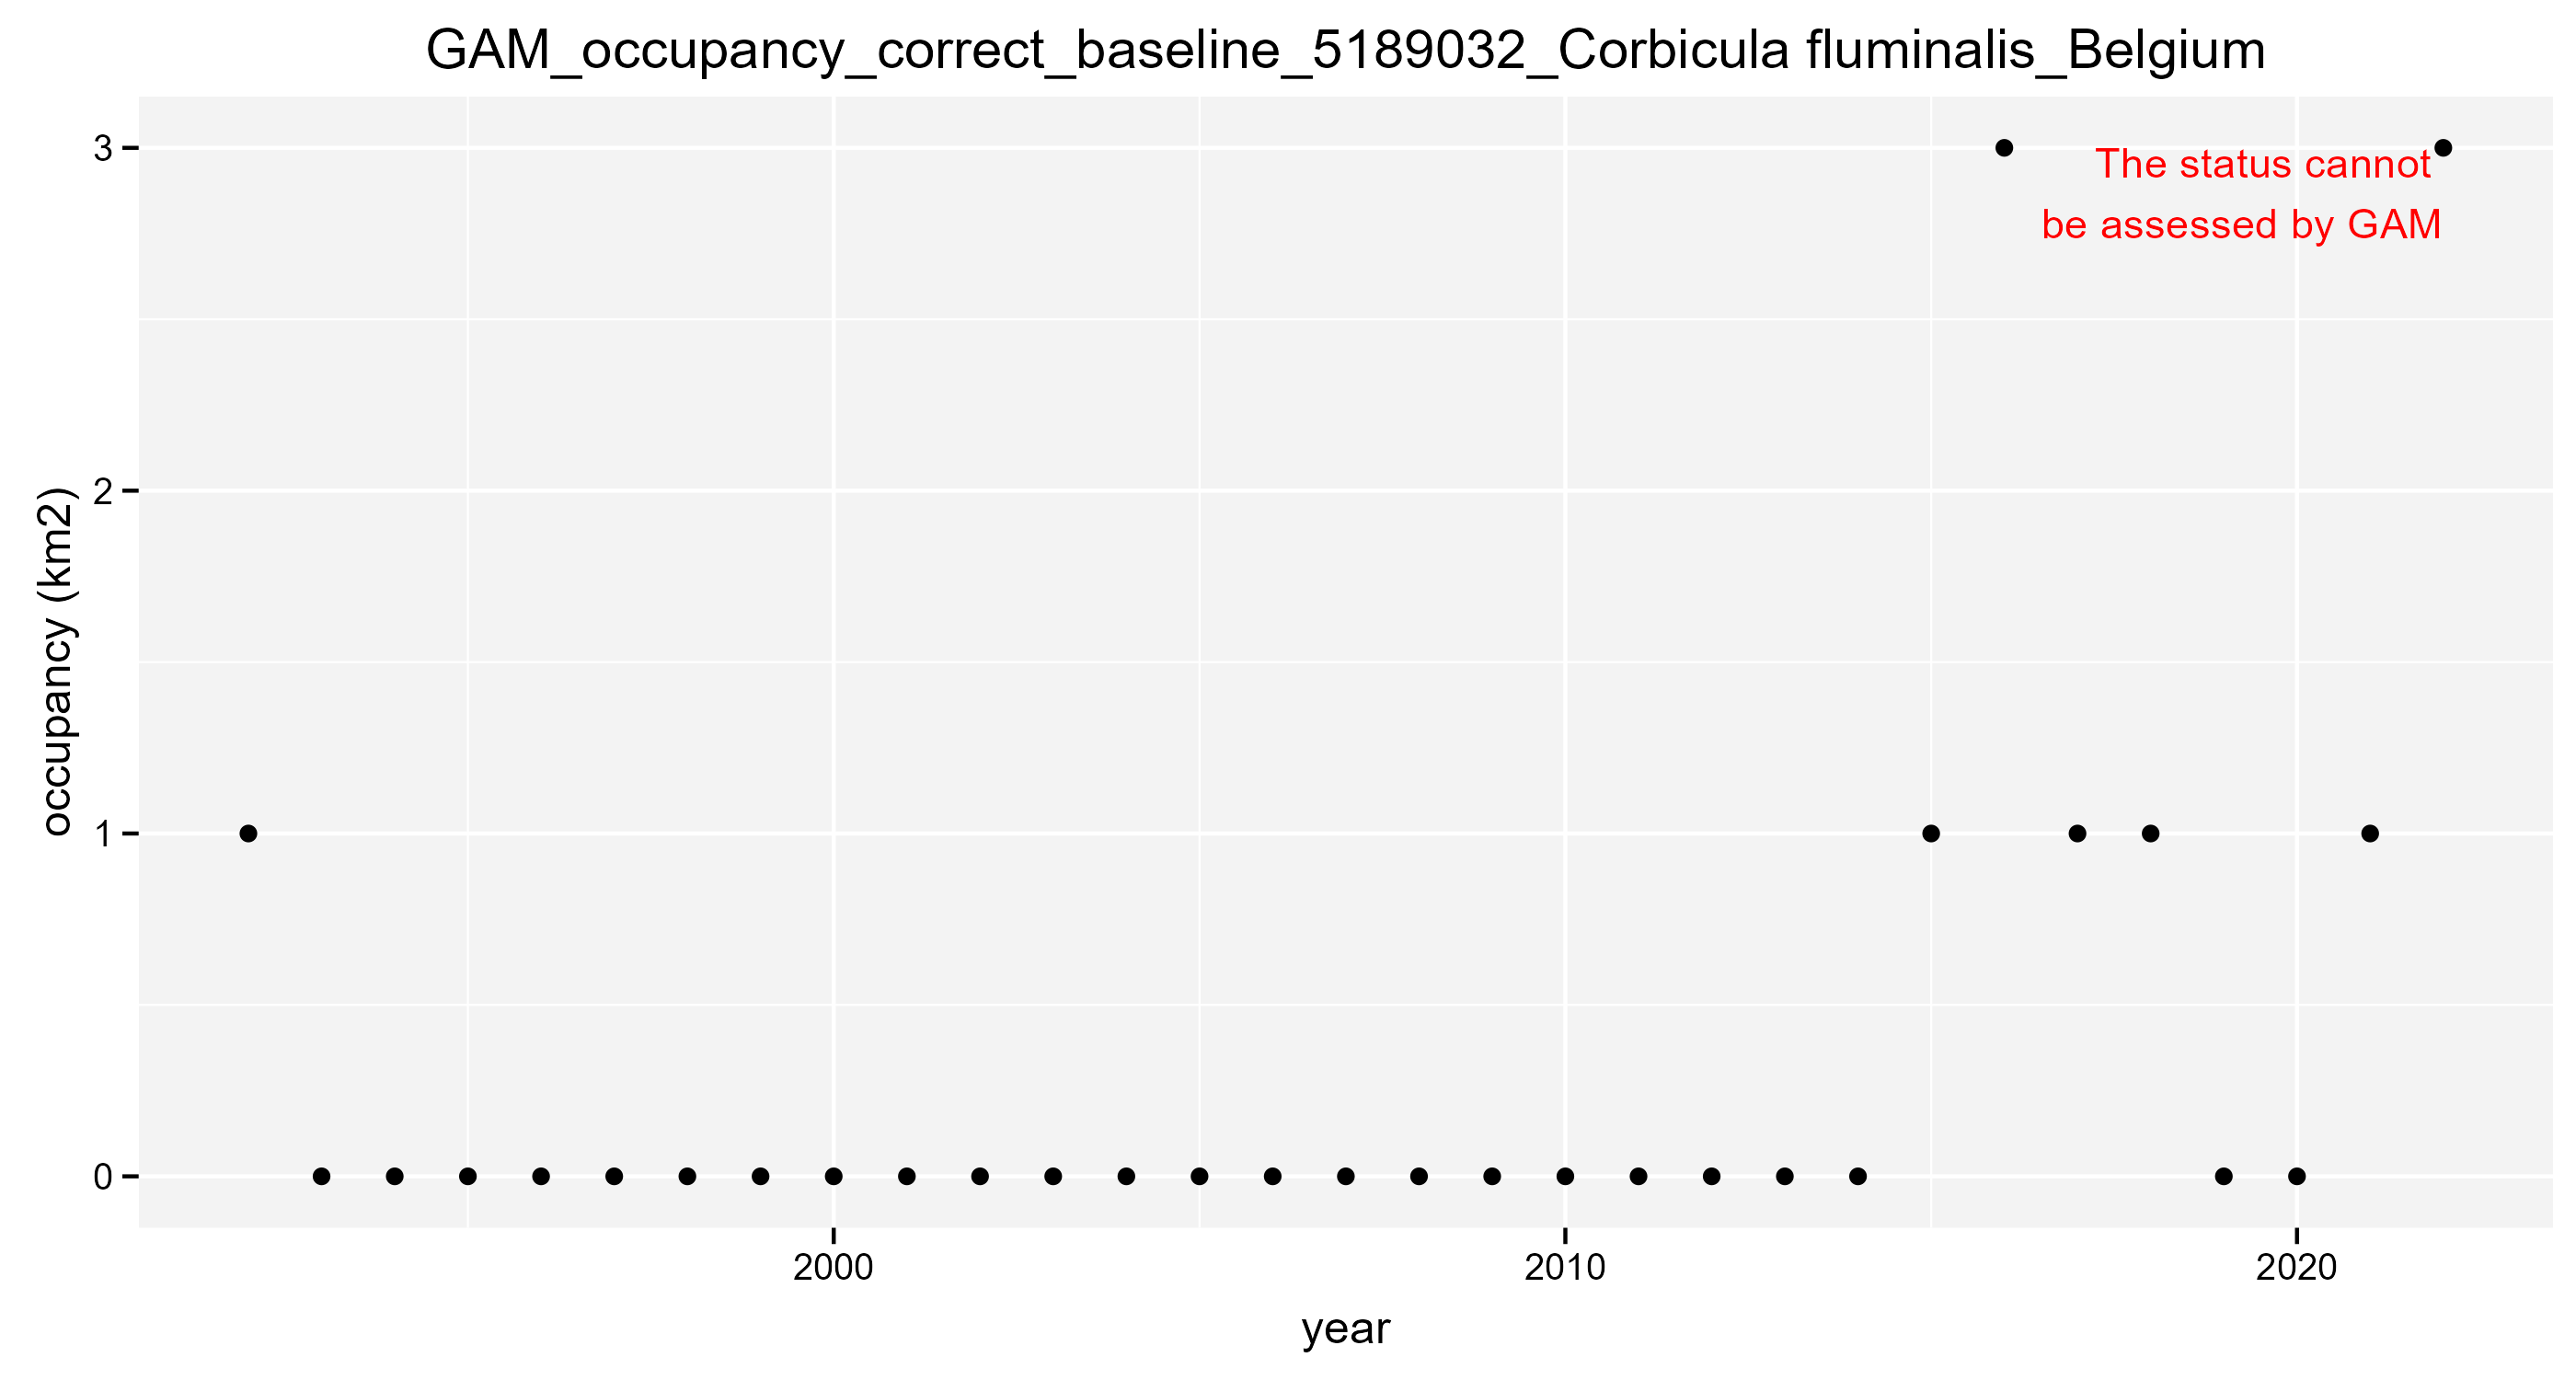 GAM_occupancy_correct_baseline_5189032_Corbicula fluminalis_Belgium
3
The status cannot
be assessed by GAM
2
occupancy (km2)
1
0
2000
2010
2020
year